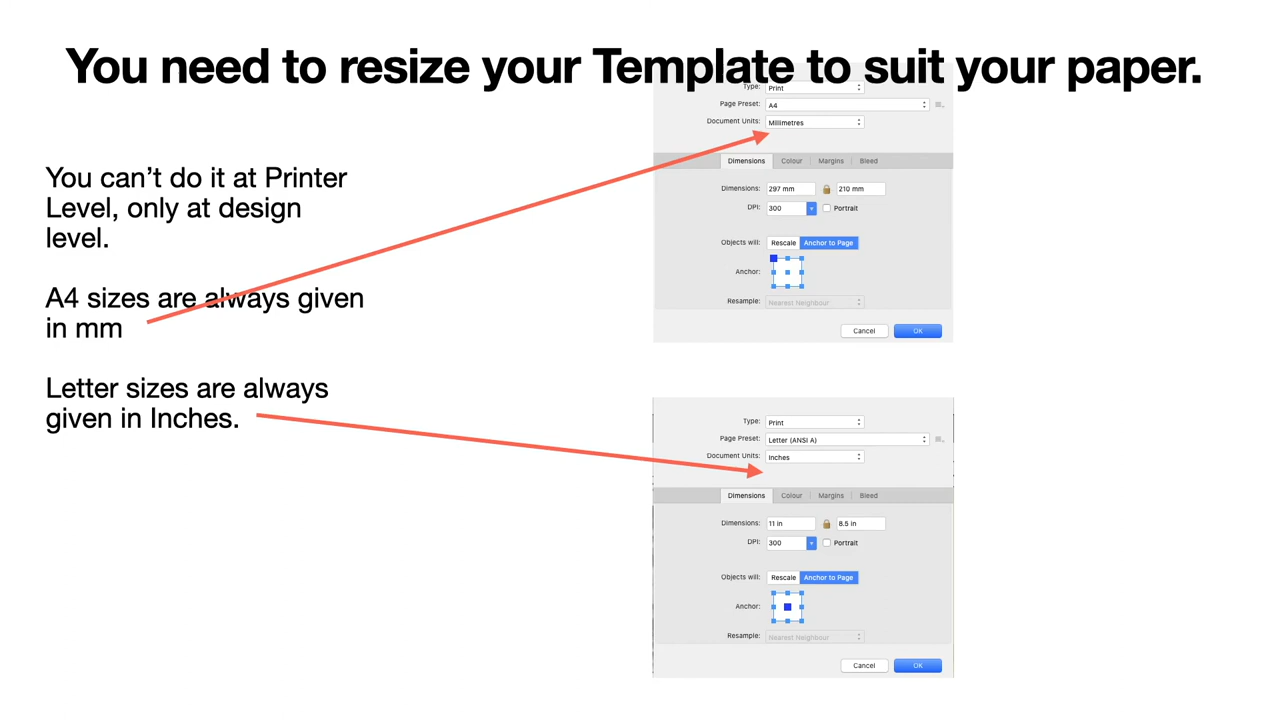 You need to resize your Template to suit your paper.
You can’t do it at Printer
Level, only at design
level.
A4 sizes are always given
in mm
Letter sizes are always
given in Inches.
Type: Print
Page Preset: A4
Document Units: Millimetres
Dimensions Colour Margins Bleed
Dimensions: 297 mm 210 mm
DPI: 300 Portrait
Objects will: Rescale Anchor to Page
Anchor:
Resample: Nearest Neighbour
Cancel OK
Type: Print
Page Preset: Letter (ANSI A)
Document Units: Inches
Dimensions Colour Margins Bleed
Dimensions: 11 in 8.5 in
DPI: 300 Portrait
Objects will: Rescale Anchor to Page
Anchor:
Resample: Nearest Neighbour
Cancel OK